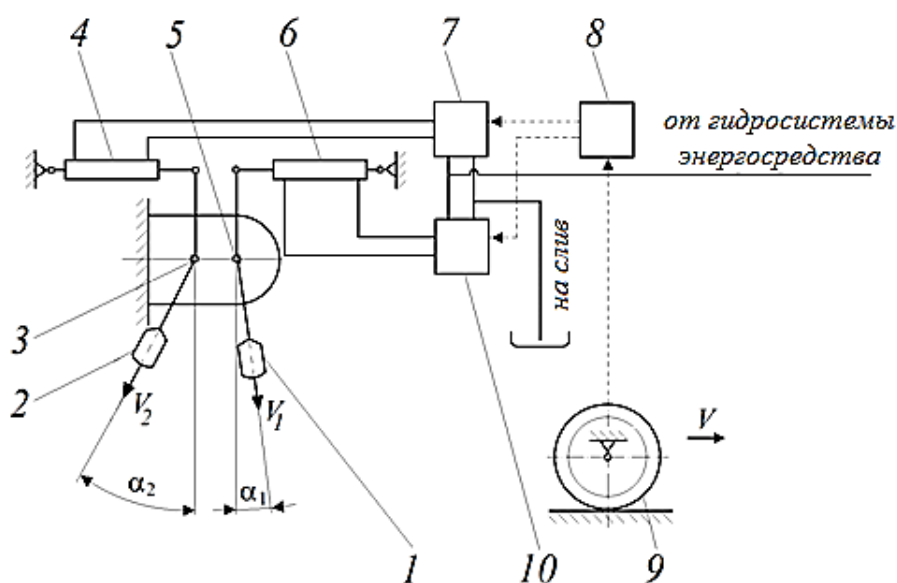 4 5 6 7 8
от гидросистемы
энергосредства
на слив
3
2
V₂ V₁
V
α₂ α₁
1 10 9